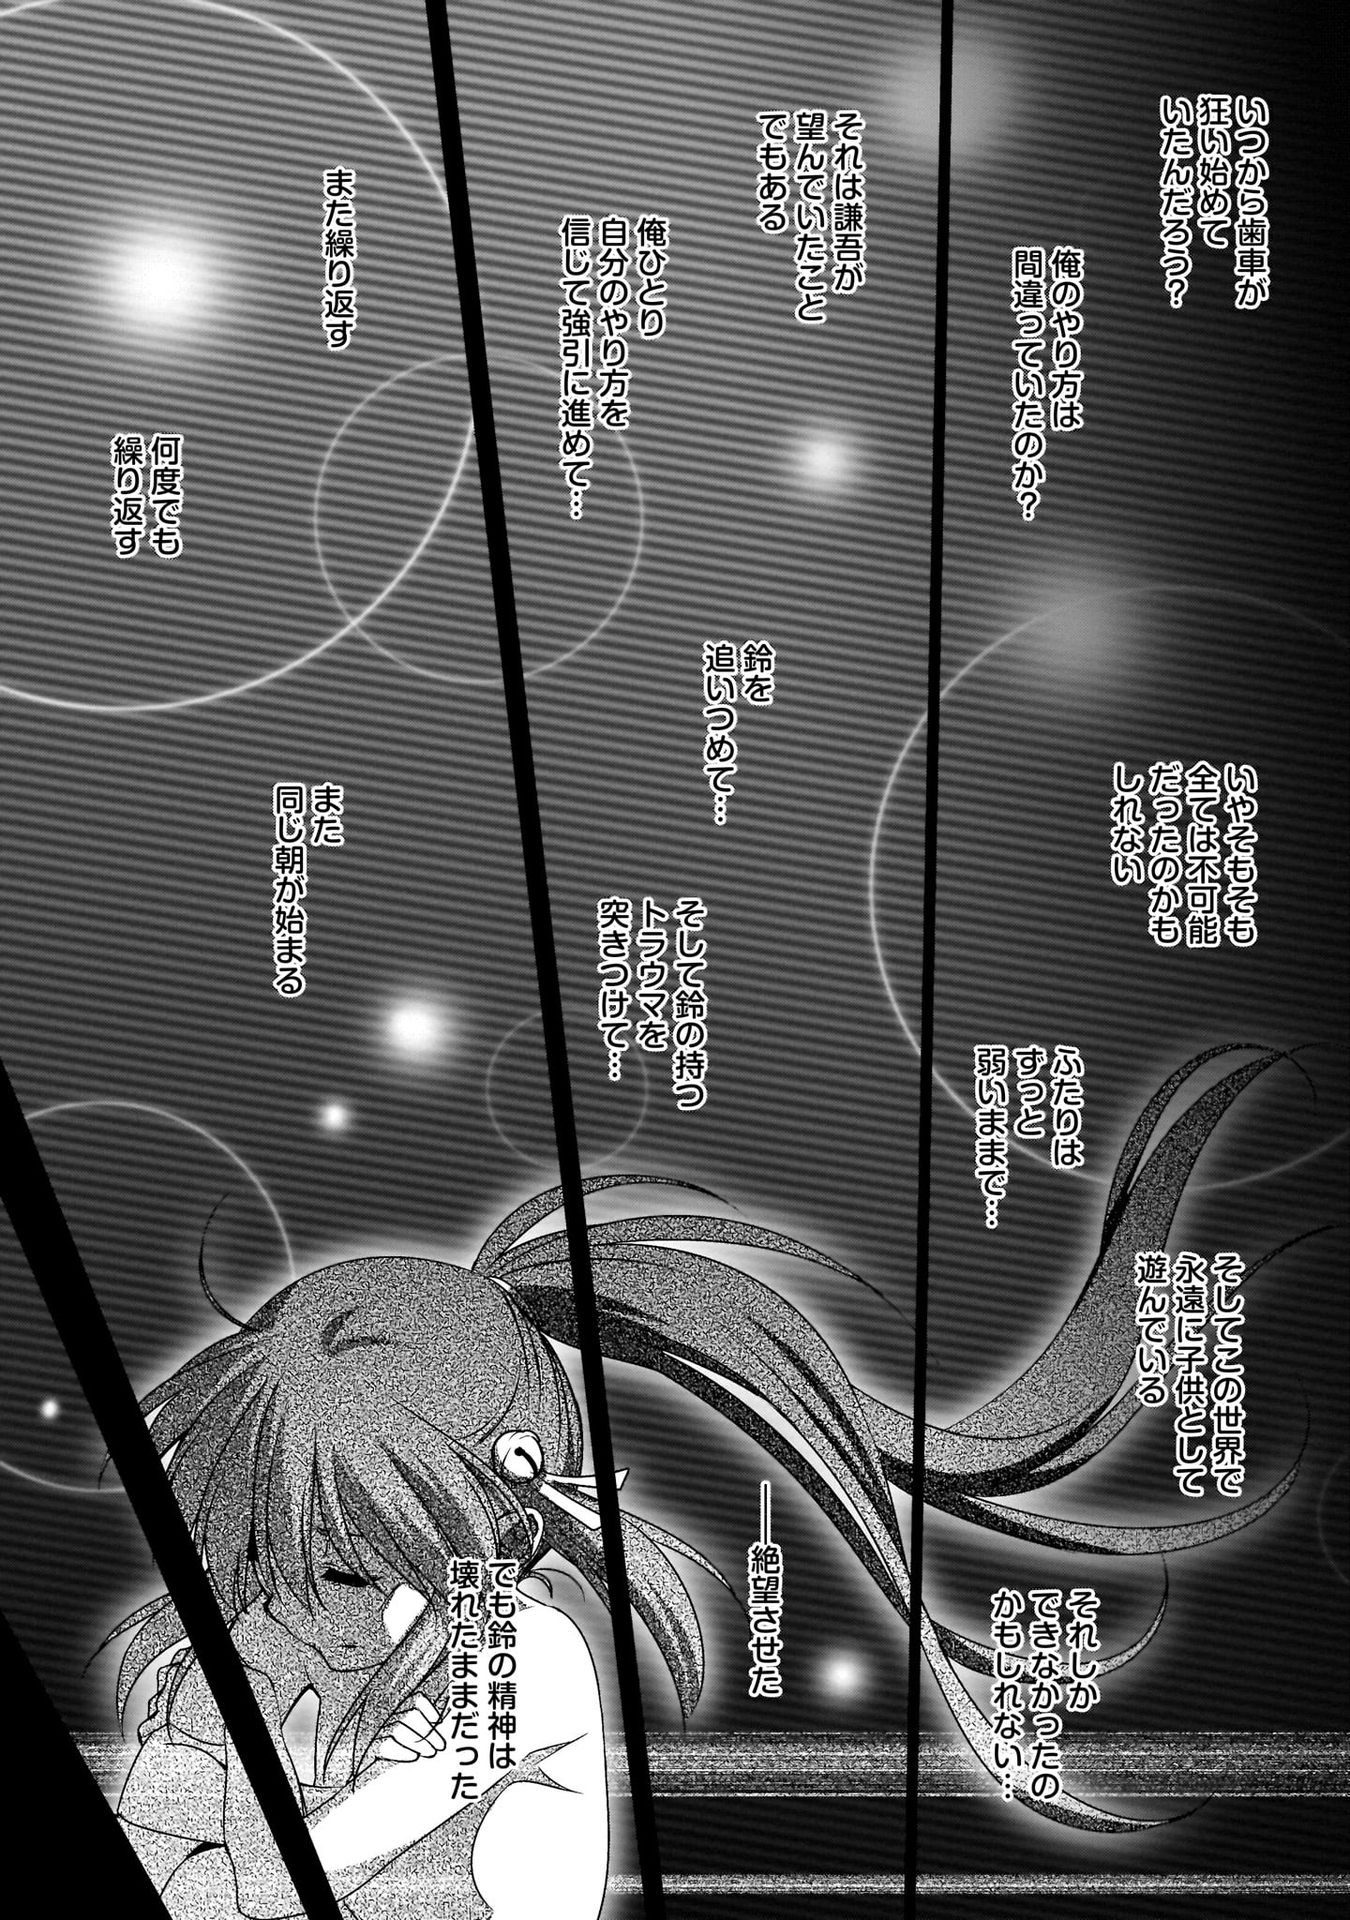 いつから歯車が
狂い始めて
いたんだろう？
俺のやり方は
間違っていたのか？
いやそもそも
全ては不可能
だったのかも
しれない
ふたりは
ずっと
弱いままで…
そしてこの世界で
永遠に子供として
遊んでいる
それしか
できなかったの
かもしれない…
それは謙吾が
望んでいたこと
でもある
俺ひとり
自分のやり方を
信じて強引に進めて…
鈴を
追いつめて…
そして鈴の持つ
トラウマを
突きつけて…
――絶望させた
また繰り返す
何度でも
繰り返す
また
同じ朝が始まる
でも鈴の精神は
壊れたままだった